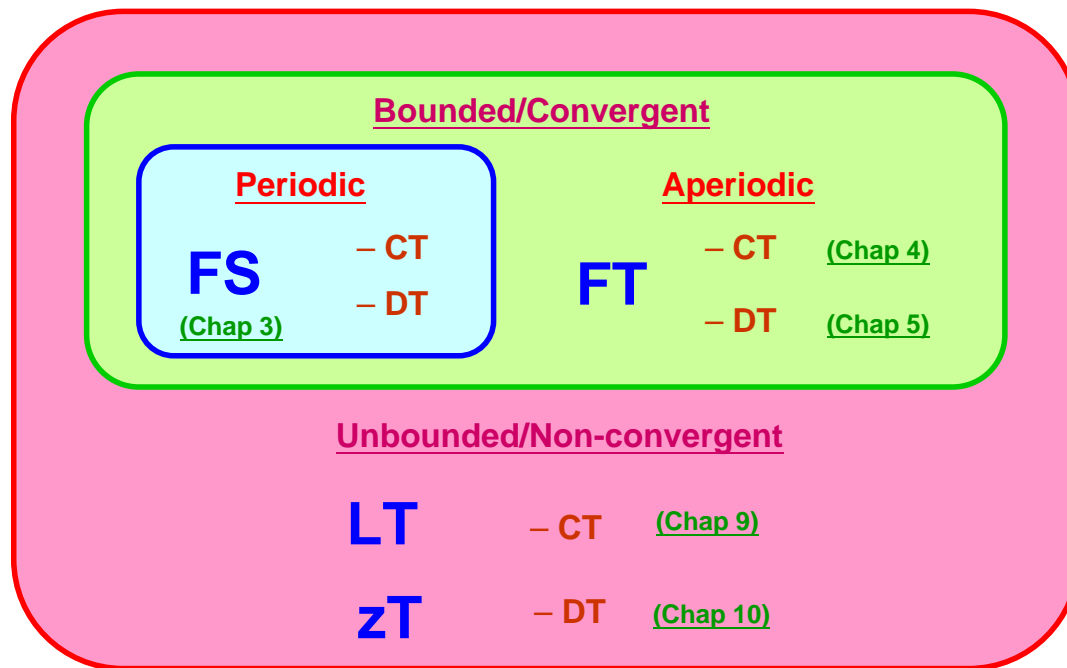 Bounded/Convergent
Periodic
FS
(Chap 3)
– CT
– DT
Aperiodic
FT
– CT (Chap 4)
– DT (Chap 5)
Unbounded/Non-convergent
LT – CT (Chap 9)
zT – DT (Chap 10)